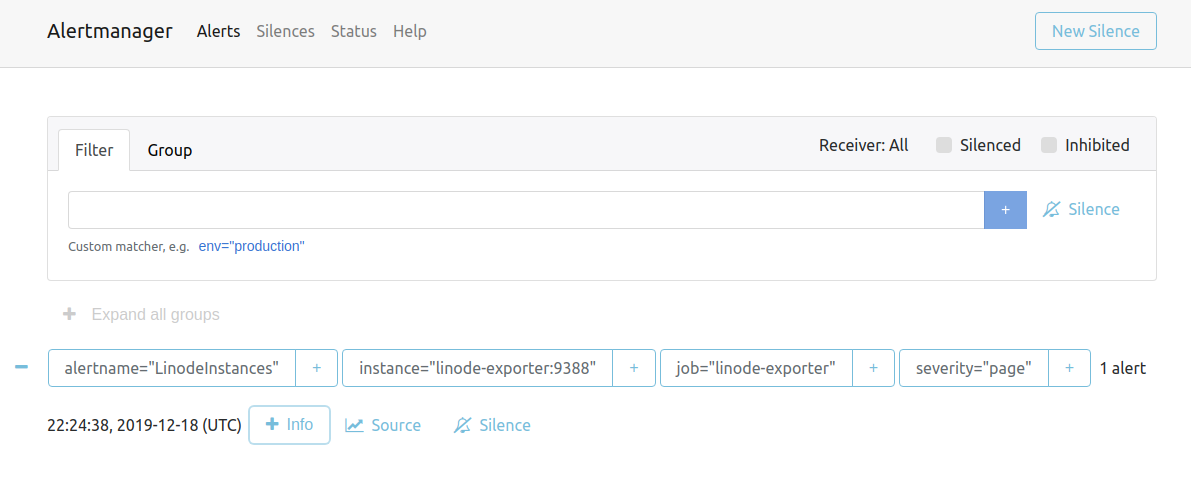 Alertmanager Alerts Silences Status Help New Silence
Filter Group Receiver: All Silenced Inhibited
+ Silence
Custom matcher, e.g. env="production"
+ Expand all groups
alertname="LinodeInstances" + instance="linode-exporter:9388" + job="linode-exporter" + severity="page" + 1 alert
22:24:38, 2019-12-18 (UTC) + Info Source Silence